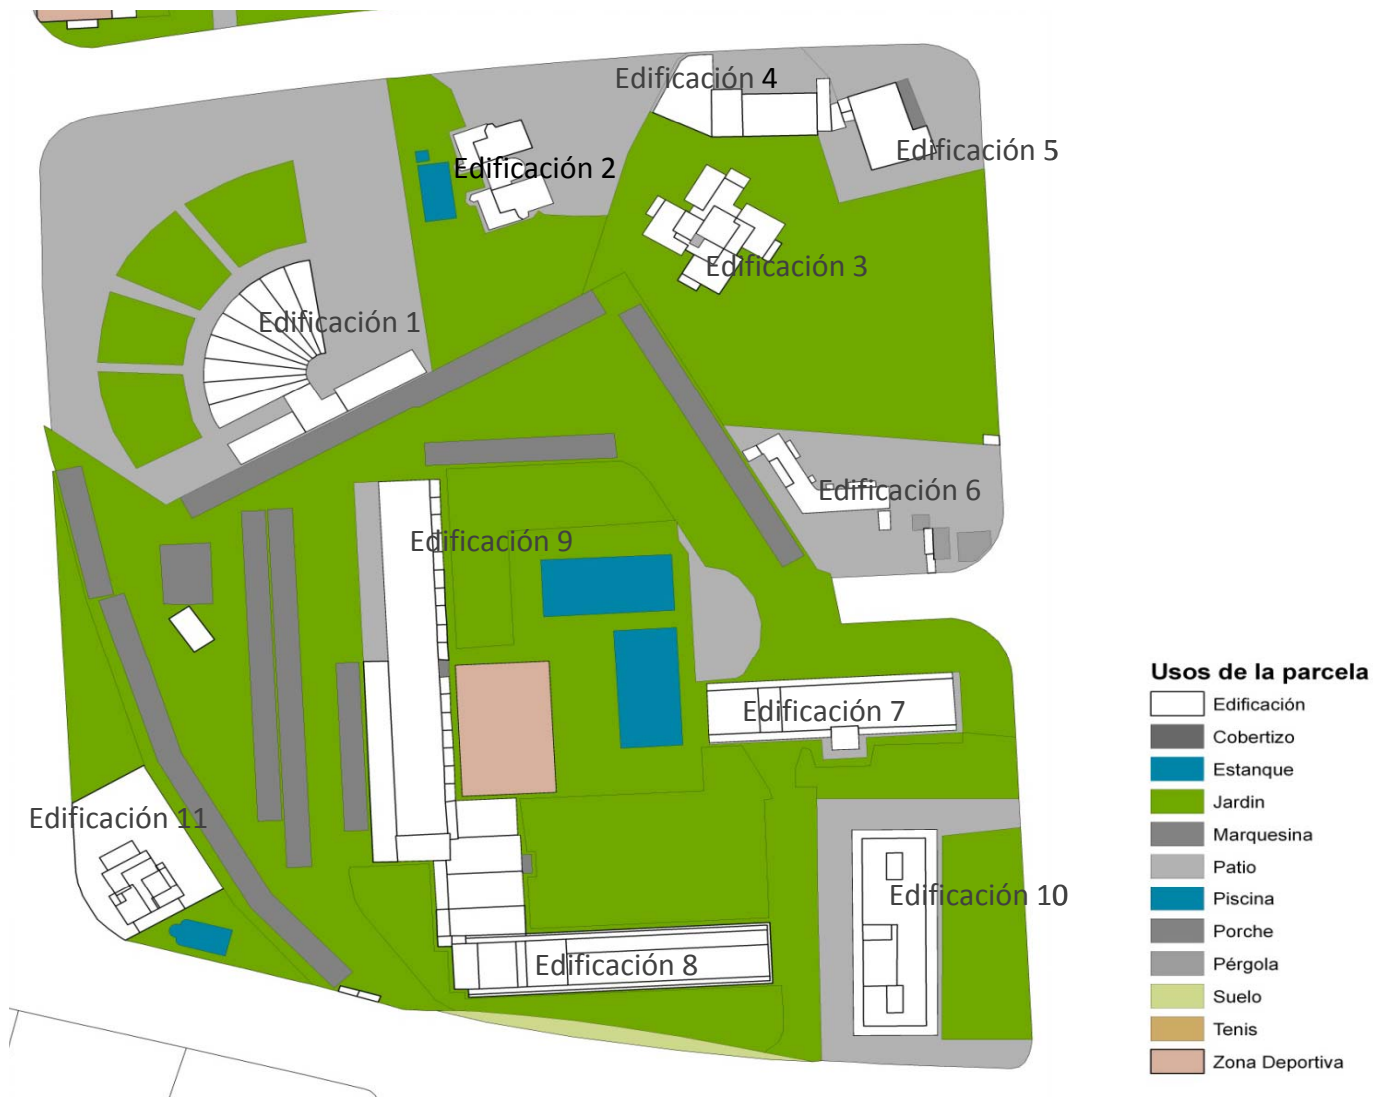 Edificación 4
Edificación 5
Edificación 2
Edificación 3
Edificación 1
Edificación 6
Edificación 9
Edificación 7
Edificación 11
Edificación 10
Edificación 8
Usos de la parcela
Edificación
Cobertizo
Estanque
Jardin
Marquesina
Patio
Piscina
Porche
Pérgola
Suelo
Tenis
Zona Deportiva